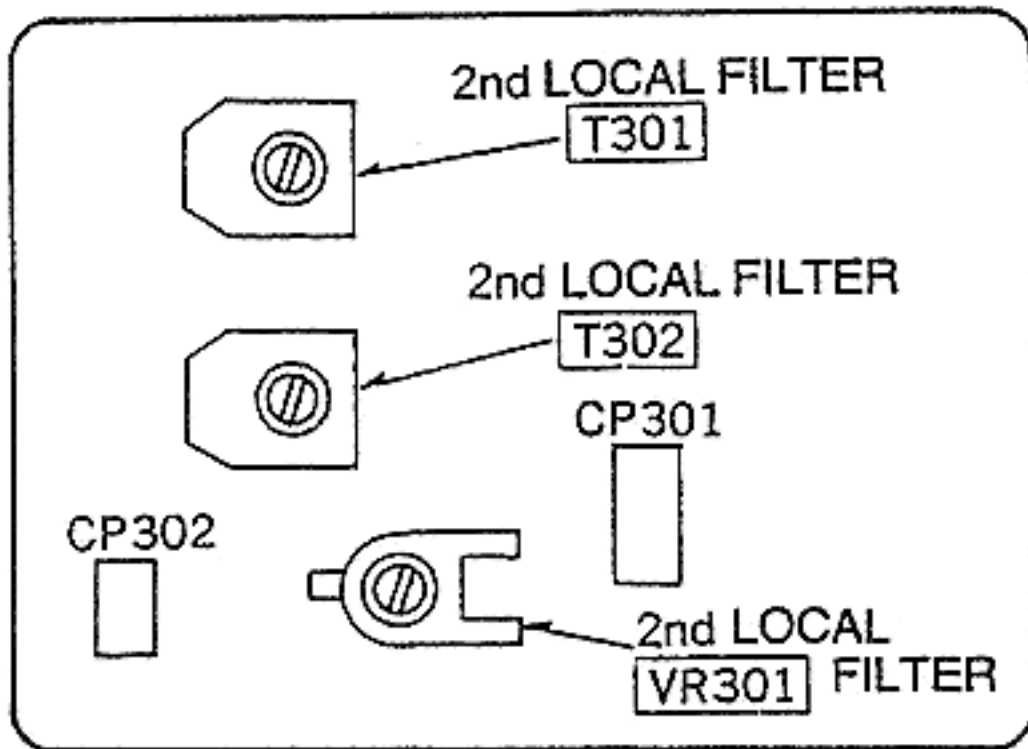 2nd LOCAL FILTER
T301
2nd LOCAL FILTER
T302
CP301
CP302
2nd LOCAL
VR301 FILTER